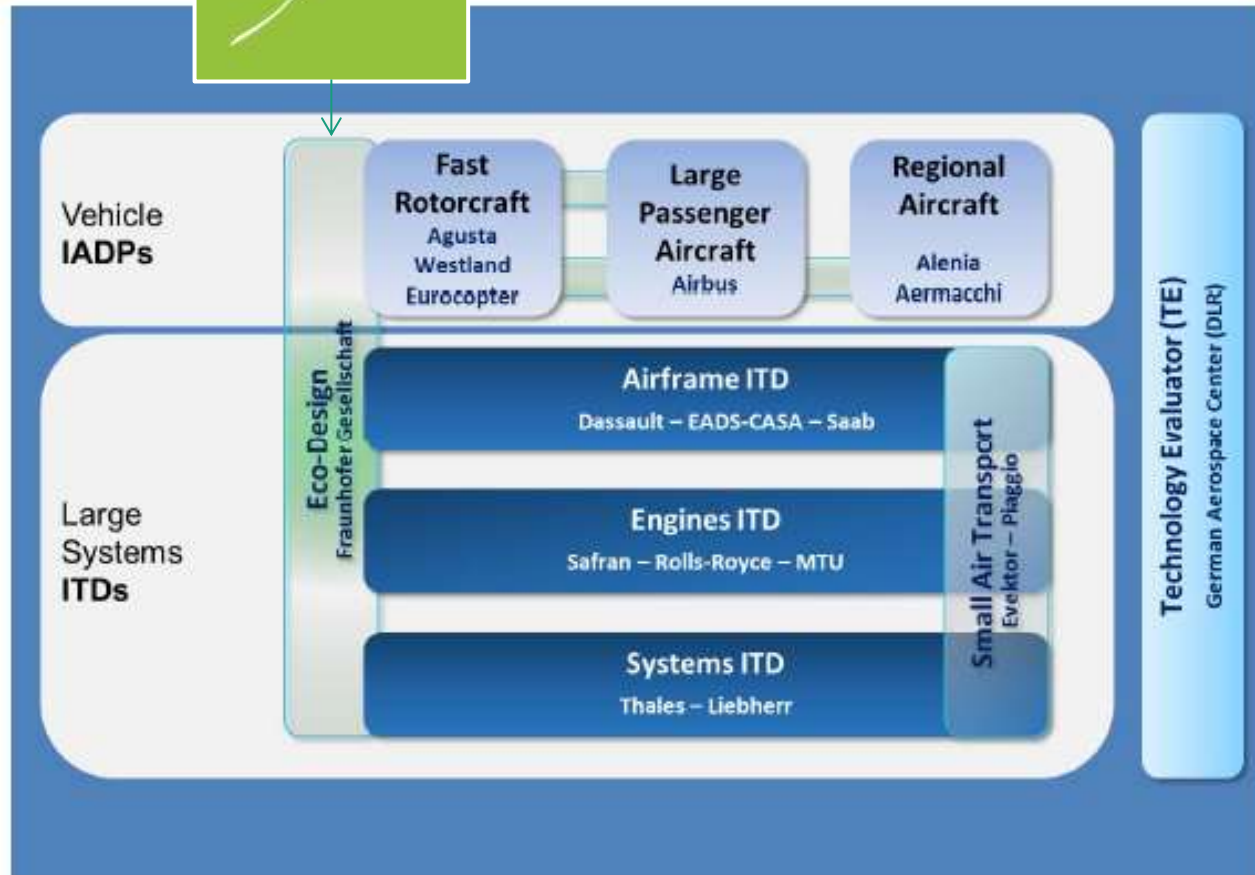 Vehicle
IADPs
Fast
Rotorcraft
Agusta
Westland
Eurocopter
Large
Passenger
Aircraft
Airbus
Regional
Aircraft
Alenia
Aermacchi
Large
Systems
ITDs
Eco-Design
Fraunhofer Gesellschaft
Airframe ITD
Dassault – EADS-CASA – Saab
Engines ITD
Safran – Rolls-Royce – MTU
Systems ITD
Thales – Liebherr
Small Air Transport
Evektor – Piaggio
Technology Evaluator (TE)
German Aerospace Center (DLR)